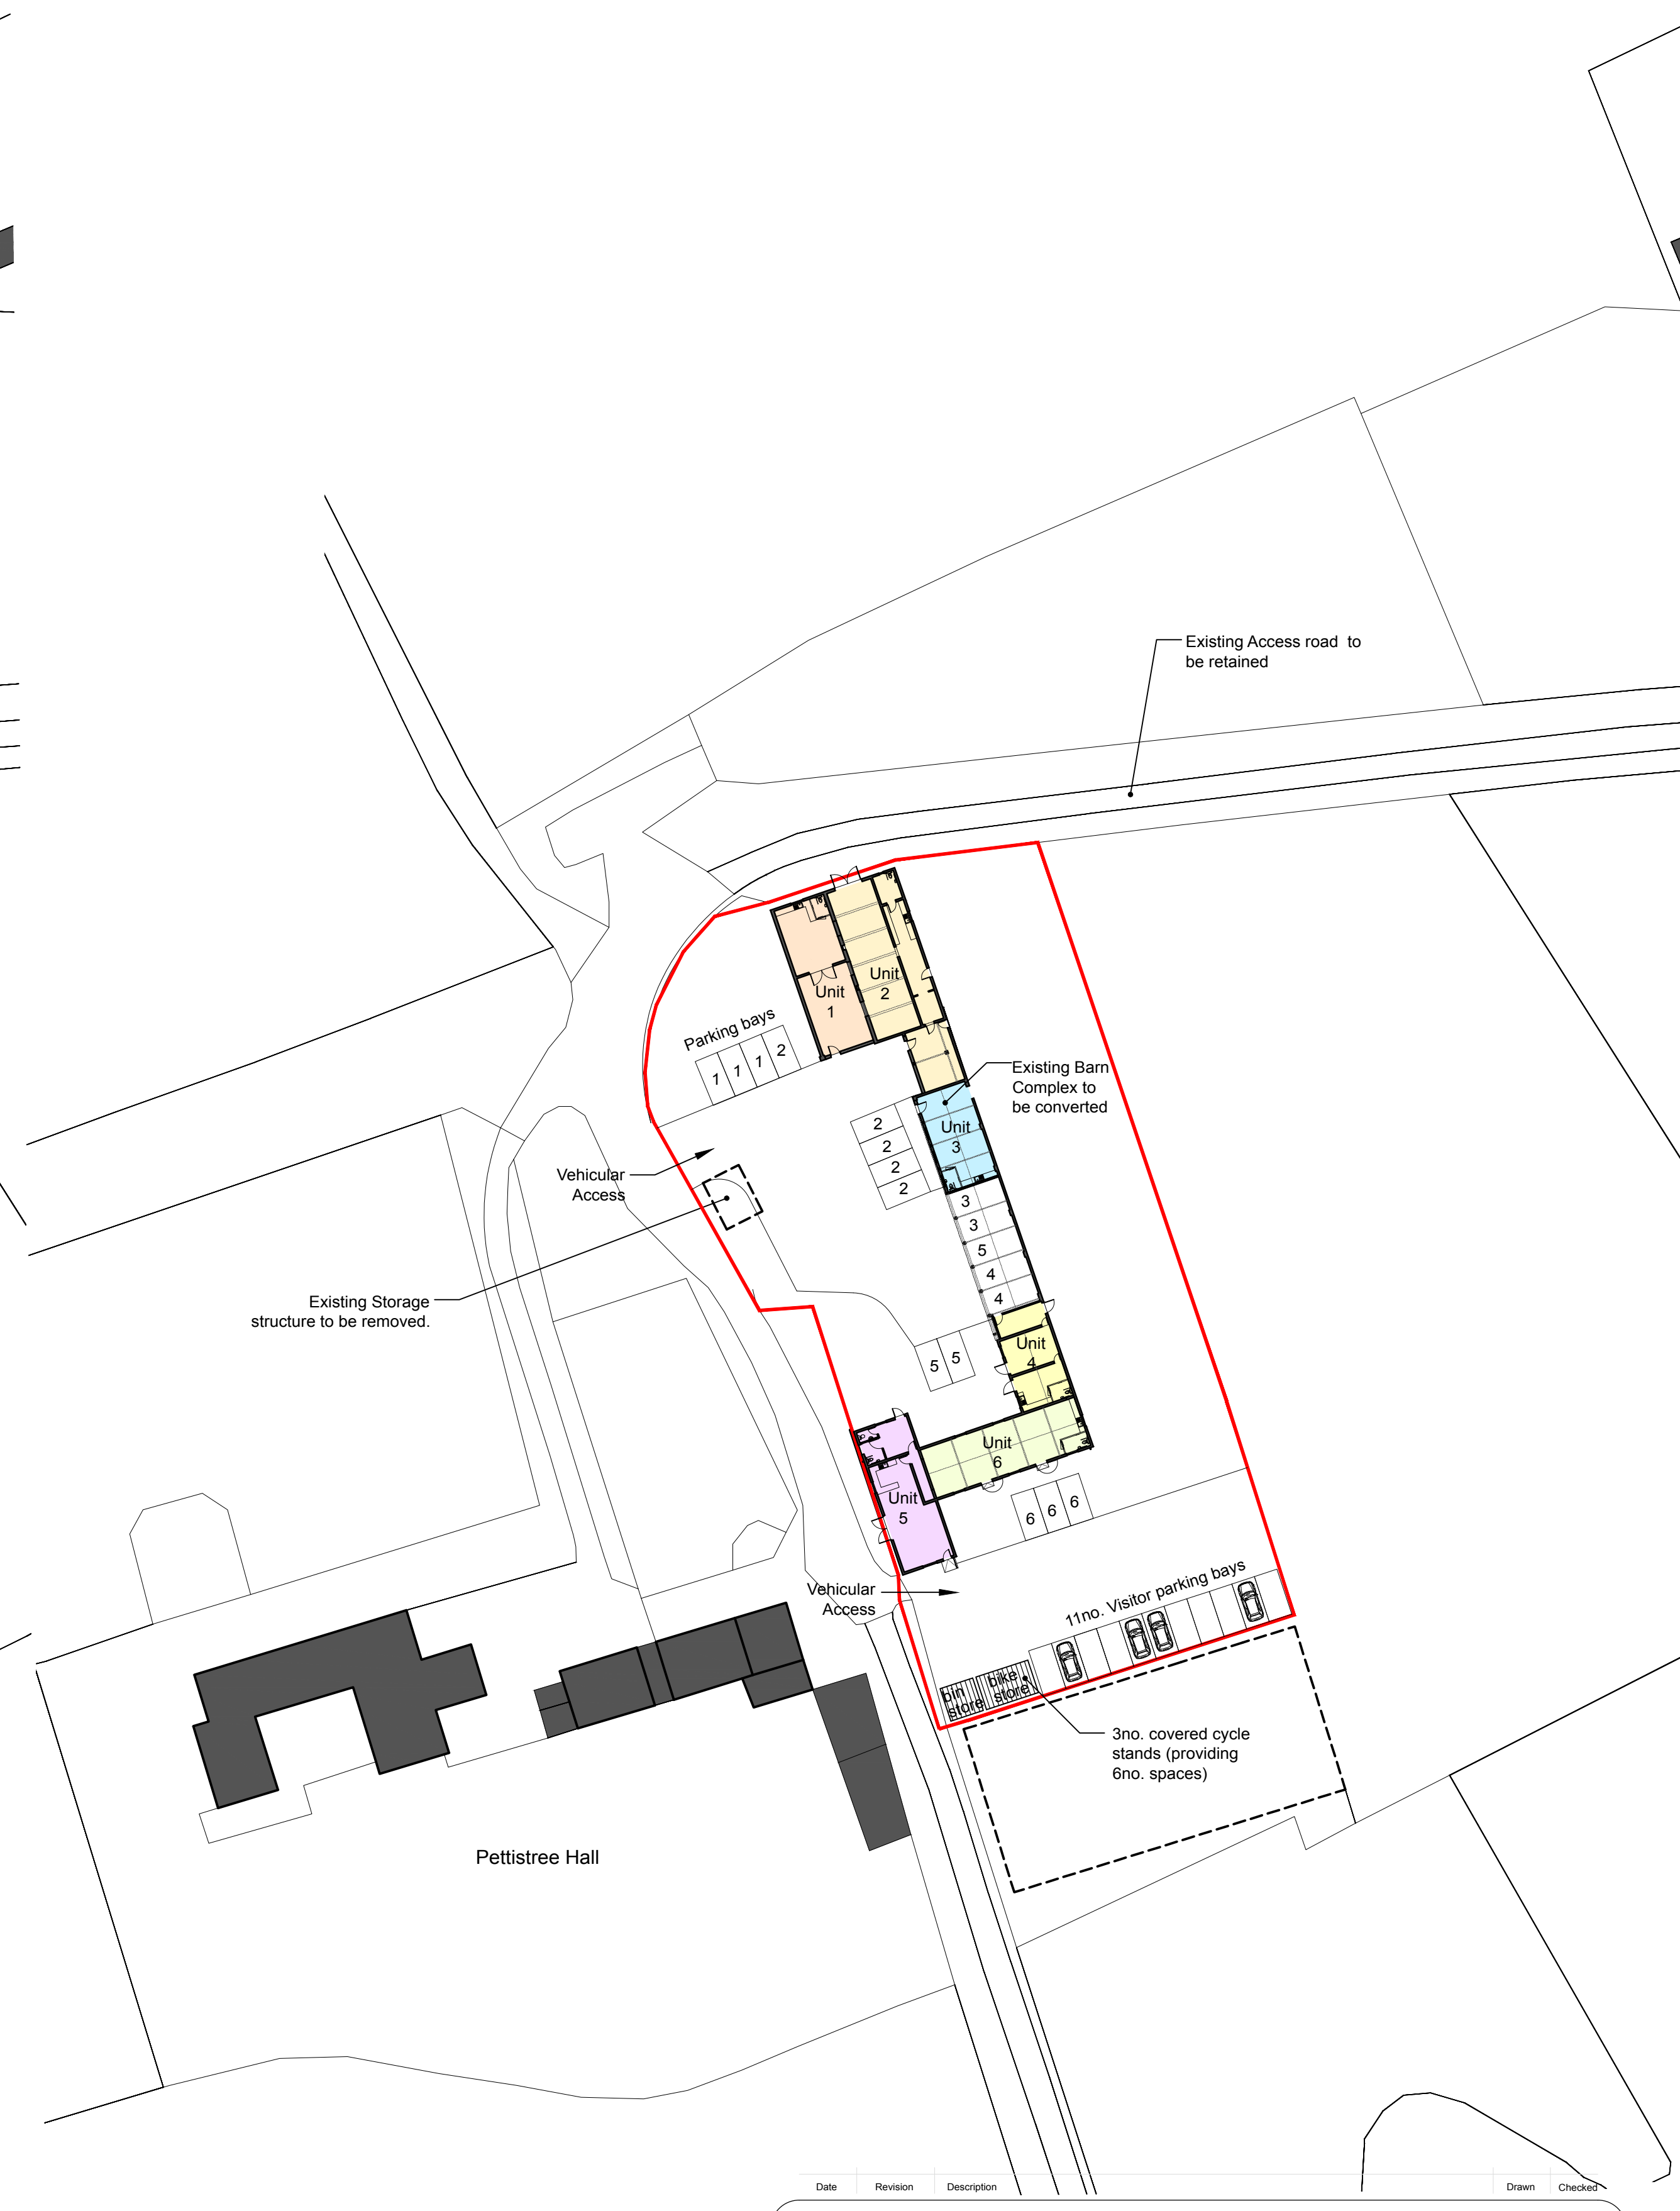 Existing Access road to
be retained
Unit
1
Unit
2
Parking bays
1
1
1
2
Existing Barn
Complex to
be converted
2
2
2
2
Unit
3
Vehicular
Access
3
3
5
4
4
Existing Storage
structure to be removed.
Unit
4
5
5
Unit
6
Unit
5
6
6
6
Vehicular
Access
11no. Visitor parking bays
bin
store
bike
store
3no. covered cycle
stands (providing
6no. spaces)
Pettistree Hall
Date
Revision
Description
Drawn
Checked